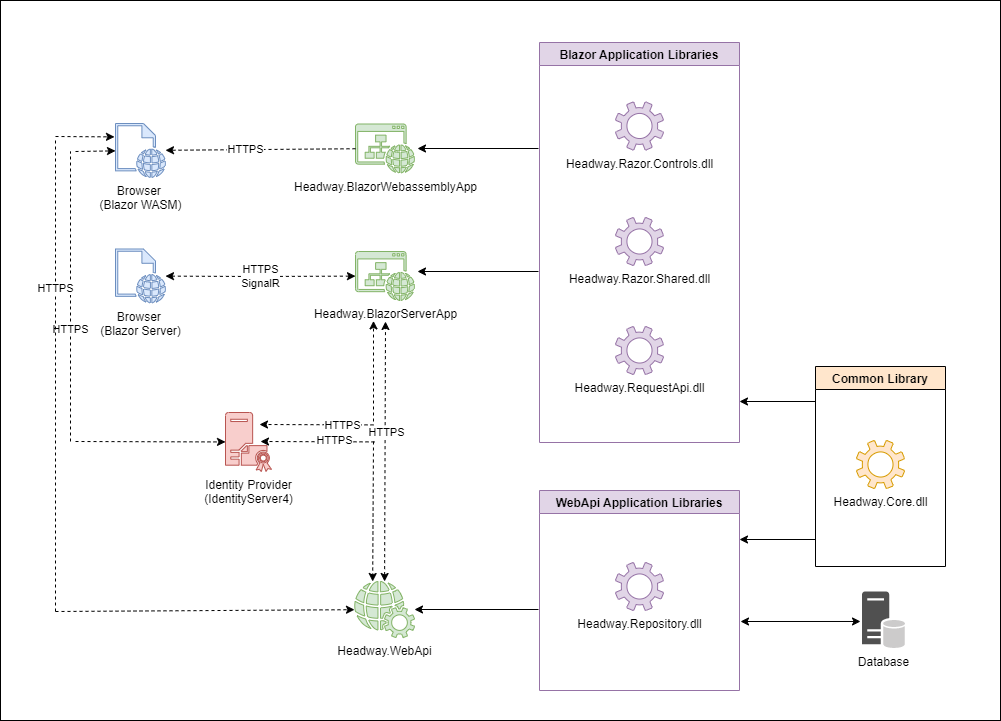 Blazor Application Libraries
Headway.Razor.Controls.dll
HTTPS
Browser
(Blazor WASM)
Headway.BlazorWebassemblyApp
Headway.Razor.Shared.dll
HTTPS
SignalR
HTTPS
Browser
(Blazor Server)
Headway.BlazorServerApp
HTTPS
Headway.RequestApi.dll
Common Library
HTTPS
HTTPS
HTTPS
Identity Provider
(IdentityServer4)
WebApi Application Libraries
Headway.Core.dll
Headway.Repository.dll
Headway.WebApi
Database